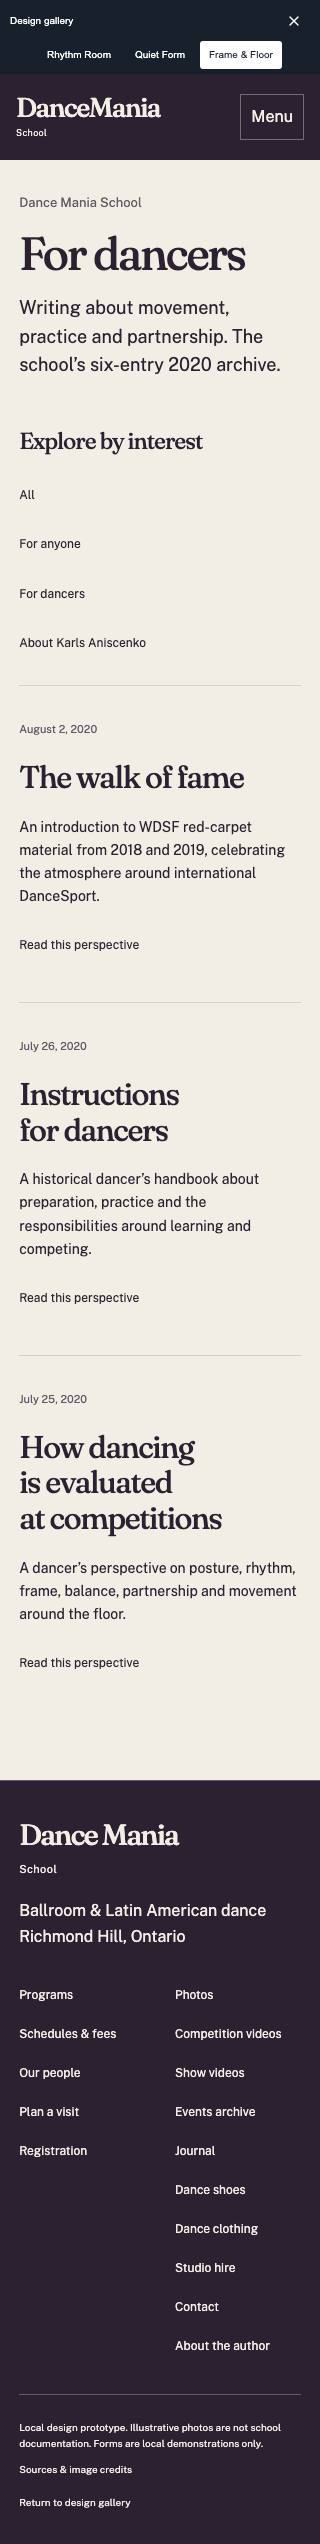 Design gallery
Rhythm Room Quiet Form Frame & Floor
DanceMania
School
Menu
Dance Mania School
For dancers
Writing about movement,
practice and partnership. The
school’s six-entry 2020 archive.
Explore by interest
All
For anyone
For dancers
About Karls Aniscenko
August 2, 2020
The walk of fame
An introduction to WDSF red-carpet
material from 2018 and 2019, celebrating
the atmosphere around international
DanceSport.
Read this perspective
July 26, 2020
Instructions
for dancers
A historical dancer’s handbook about
preparation, practice and the
responsibilities around learning and
competing.
Read this perspective
July 25, 2020
How dancing
is evaluated
at competitions
A dancer’s perspective on posture, rhythm,
frame, balance, partnership and movement
around the floor.
Read this perspective
Dance Mania
School
Ballroom & Latin American dance
Richmond Hill, Ontario
Programs
Schedules & fees
Our people
Plan a visit
Registration
Photos
Competition videos
Show videos
Events archive
Journal
Dance shoes
Dance clothing
Studio hire
Contact
About the author
Local design prototype. Illustrative photos are not school
documentation. Forms are local demonstrations only.
Sources & image credits
Return to design gallery